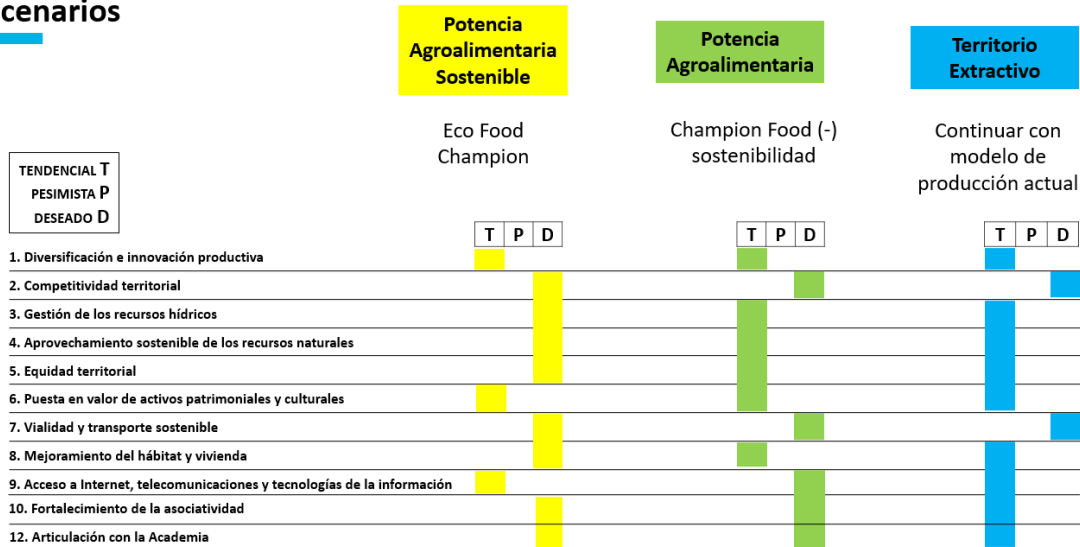 cenarios
Potencia
Agroalimentaria
Sostenible
Potencia
Agroalimentaria
Territorio
Extractivo
Eco Food
Champion
Champion Food (-)
sostenibilidad
Continuar con
modelo de
producción actual
TENDENCIAL T
PESIMISTA P
DESEADO D
T P D
T P D
T P D
1. Diversificación e innovación productiva
2. Competitividad territorial
3. Gestión de los recursos hídricos
4. Aprovechamiento sostenible de los recursos naturales
5. Equidad territorial
6. Puesta en valor de activos patrimoniales y culturales
7. Vialidad y transporte sostenible
8. Mejoramiento del hábitat y vivienda
9. Acceso a Internet, telecomunicaciones y tecnologías de la información
10. Fortalecimiento de la asociatividad
12. Articulación con la Academia